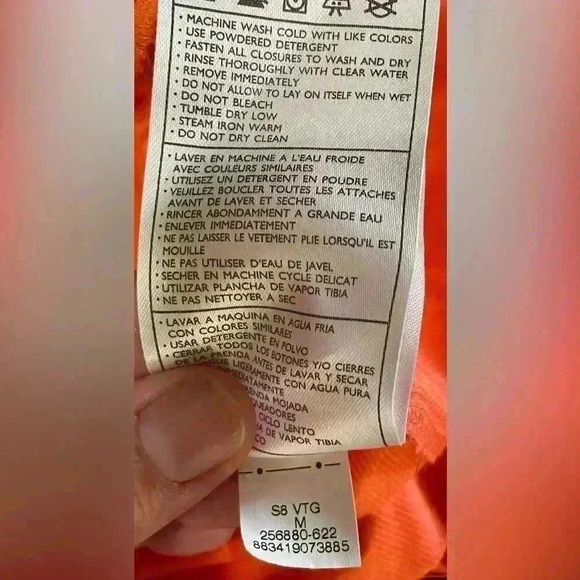 • MACHINE WASH COLD WITH LIKE COLORS
• USE POWDERED DETERGENT
• FASTEN ALL CLOSURES TO WASH AND DRY
RINSE THOROUGHLY WITH CLEAR WATER
• REMOVE IMMEDIATELY
• DO NOT ALLOW TO LAY ON ITSELF WHEN WET
• DO NOT BLEACH
• TUMBLE DRY LOW
• STEAM IRON WARM
• DO NOT DRY CLEAN
• LAVER EN MACHINE A L'EAU FROIDE
AVEC COULEURS SIMILAIRES
• UTILISEZ UN DETERGENT EN POUDRE
• VEUILLEZ BOUCLER TOUTES LES ATTACHES
AVANT DE LAVER ET SECHER
• RINCER ABONDAMMENT A GRANDE EAU
• ENLEVER IMMEDIATEMENT
• NE PAS LAISSER LE VETEMENT PLIE LORSQU'IL EST
MOUILLE
• NE PAS UTILISER D'EAU DE JAVEL
• SECHER EN MACHINE CYCLE DELICAT
• UTILIZAR PLANCHA DE VAPOR TIBIA
• NE PAS NETTOYER A SEC
• LAVAR A MAQUINA EN AGUA FRIA
CON COLORES SIMILARES
• USAR DETERGENTE EN POLVO
• CERRAR TODOS LOS BOTONES Y/O CIERRES
DE LA PRENDA ANTES DE LAVAR Y SECAR
LIGERAMENTE CON AGUA PURA
MOJADA
CICLO LENTO
DE VAPOR TIBIA
S8 VTG
M
256880-622
883419073885